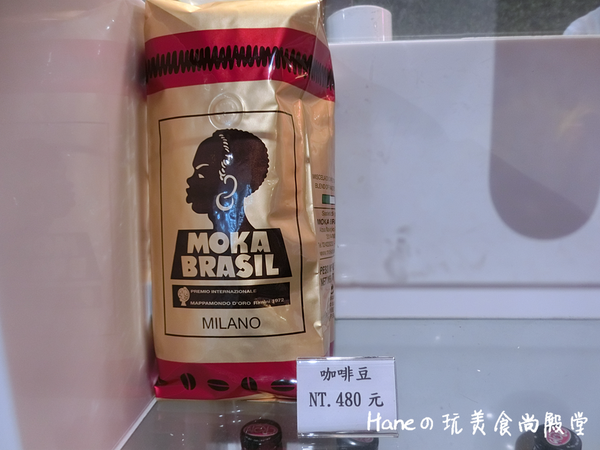 MOKA
BRASIL
PREMIO INTERNAZIONALE
MAPPAMONDO D'ORO
MILANO
咖啡豆
NT. 480 元
Haneの玩美食尚殿堂